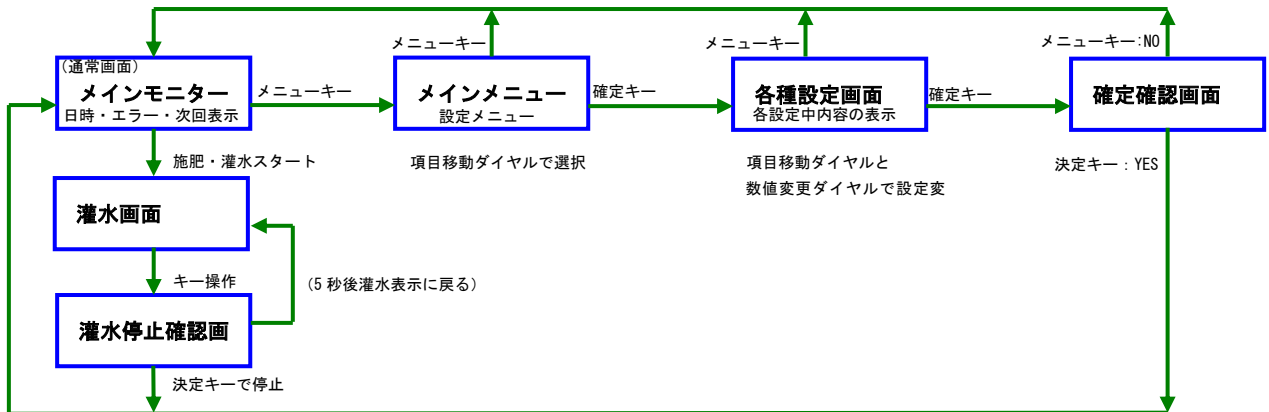 メニューキー
メニューキー
メニューキー:NO
(通常画面)
メインモニター
日時・エラー・次回表示
メニューキー
メインメニュー
設定メニュー
確定キー
各種設定画面
各設定中内容の表示
確定キー
確定確認画面
施肥・灌水スタート
項目移動ダイヤルで選択
項目移動ダイヤルと
数値変更ダイヤルで設定変
決定キー：YES
灌水画面
キー操作
(5 秒後灌水表示に戻る)
灌水停止確認画
決定キーで停止